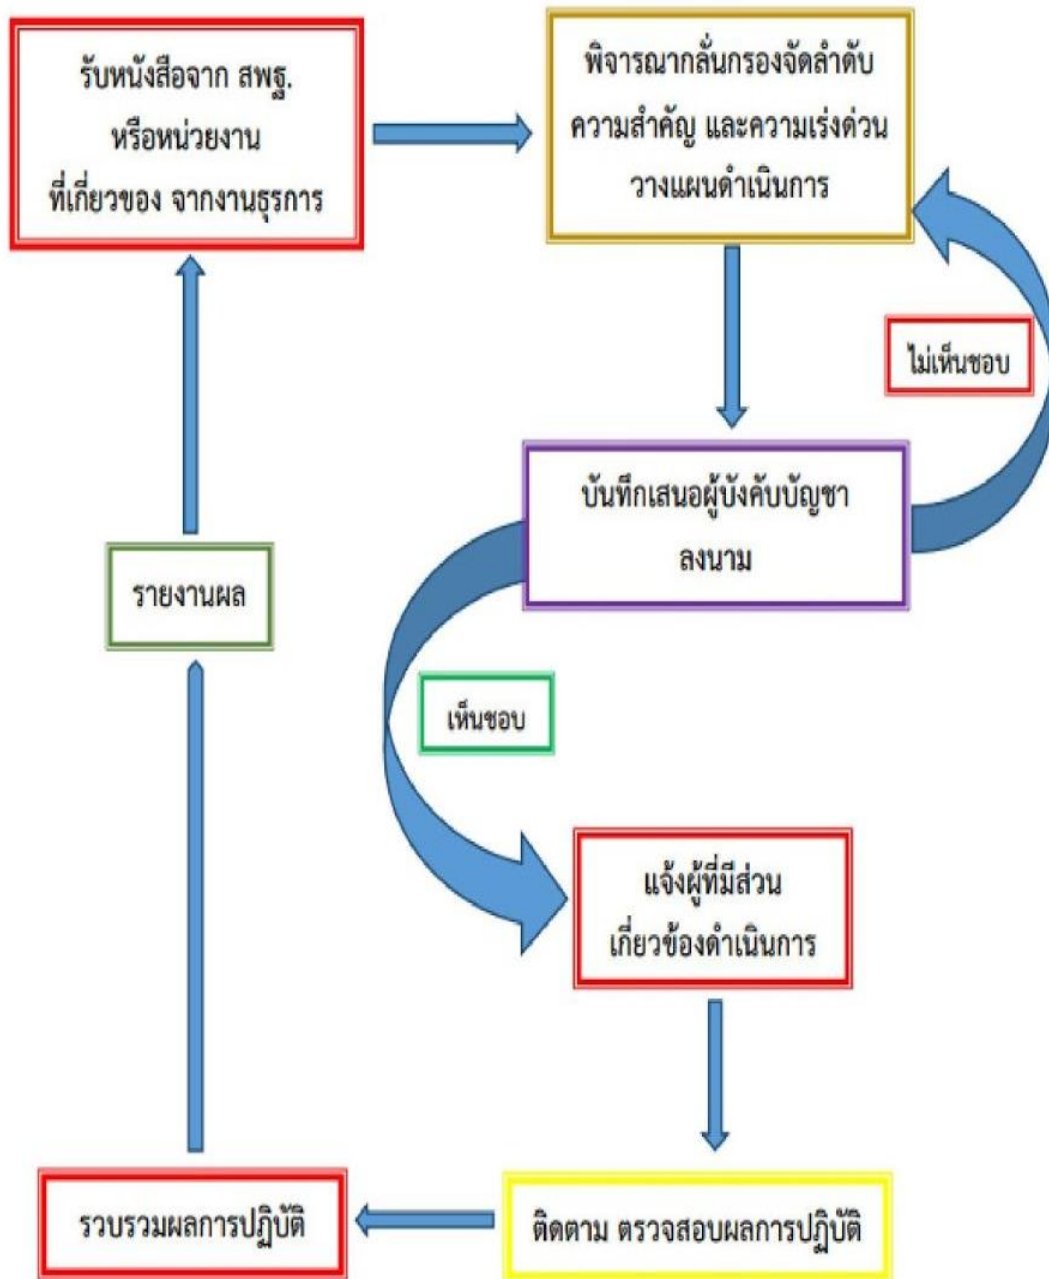 รับหนังสือจาก สพฐ.
หรือหน่วยงาน
ที่เกี่ยวของ จากงานธุรการ
พิจารณากลั่นกรองจัดลำดับ
ความสำคัญ และความเร่งด่วน
วางแผนดำเนินการ
ไม่เห็นชอบ
บันทึกเสนอผู้บังคับบัญชา
ลงนาม
รายงานผล
เห็นชอบ
แจ้งผู้ที่มีส่วน
เกี่ยวข้องดำเนินการ
รวบรวมผลการปฏิบัติ
ติดตาม ตรวจสอบผลการปฏิบัติ